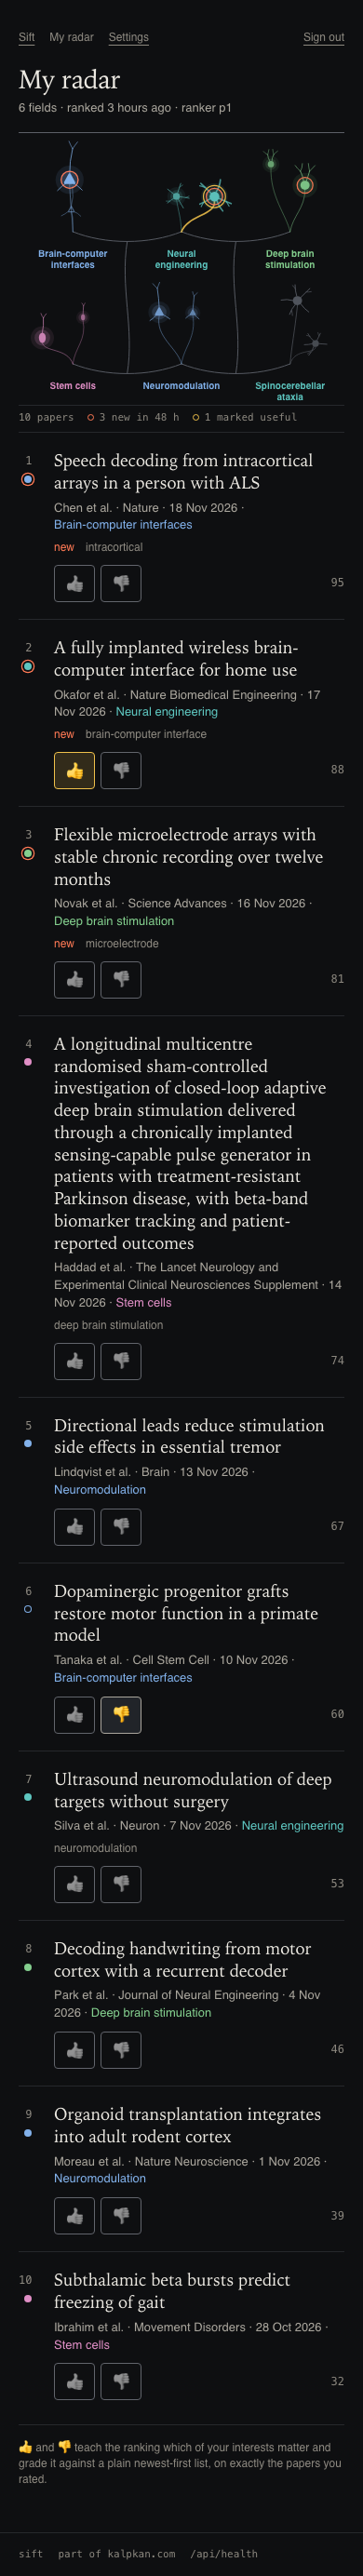 Sift My radar Settings Sign out
My radar
6 fields · ranked 3 hours ago · ranker p1
Brain-computer interfaces
Neural engineering
Deep brain stimulation
Stem cells
Neuromodulation
Spinocerebellar ataxia
10 papers 3 new in 48 h 1 marked useful
1
Speech decoding from intracortical
arrays in a person with ALS
Chen et al. · Nature · 18 Nov 2026 ·
Brain-computer interfaces
new intracortical
👍 👎 95
2
A fully implanted wireless brain-
computer interface for home use
Okafor et al. · Nature Biomedical Engineering · 17
Nov 2026 · Neural engineering
new brain-computer interface
👍 👎 88
3
Flexible microelectrode arrays with
stable chronic recording over twelve
months
Novak et al. · Science Advances · 16 Nov 2026 ·
Deep brain stimulation
new microelectrode
👍 👎 81
4
A longitudinal multicentre
randomised sham-controlled
investigation of closed-loop adaptive
deep brain stimulation delivered
through a chronically implanted
sensing-capable pulse generator in
patients with treatment-resistant
Parkinson disease, with beta-band
biomarker tracking and patient-
reported outcomes
Haddad et al. · The Lancet Neurology and
Experimental Clinical Neurosciences Supplement · 14
Nov 2026 · Stem cells
deep brain stimulation
👍 👎 74
5
Directional leads reduce stimulation
side effects in essential tremor
Lindqvist et al. · Brain · 13 Nov 2026 ·
Neuromodulation
👍 👎 67
6
Dopaminergic progenitor grafts
restore motor function in a primate
model
Tanaka et al. · Cell Stem Cell · 10 Nov 2026 ·
Brain-computer interfaces
👍 👎 60
7
Ultrasound neuromodulation of deep
targets without surgery
Silva et al. · Neuron · 7 Nov 2026 · Neural engineering
neuromodulation
👍 👎 53
8
Decoding handwriting from motor
cortex with a recurrent decoder
Park et al. · Journal of Neural Engineering · 4 Nov
2026 · Deep brain stimulation
👍 👎 46
9
Organoid transplantation integrates
into adult rodent cortex
Moreau et al. · Nature Neuroscience · 1 Nov 2026 ·
Neuromodulation
👍 👎 39
10
Subthalamic beta bursts predict
freezing of gait
Ibrahim et al. · Movement Disorders · 28 Oct 2026 ·
Stem cells
👍 👎 32
👍 and 👎 teach the ranking which of your interests matter and
grade it against a plain newest-first list, on exactly the papers you
rated.
sift part of kalpkan.com /api/health